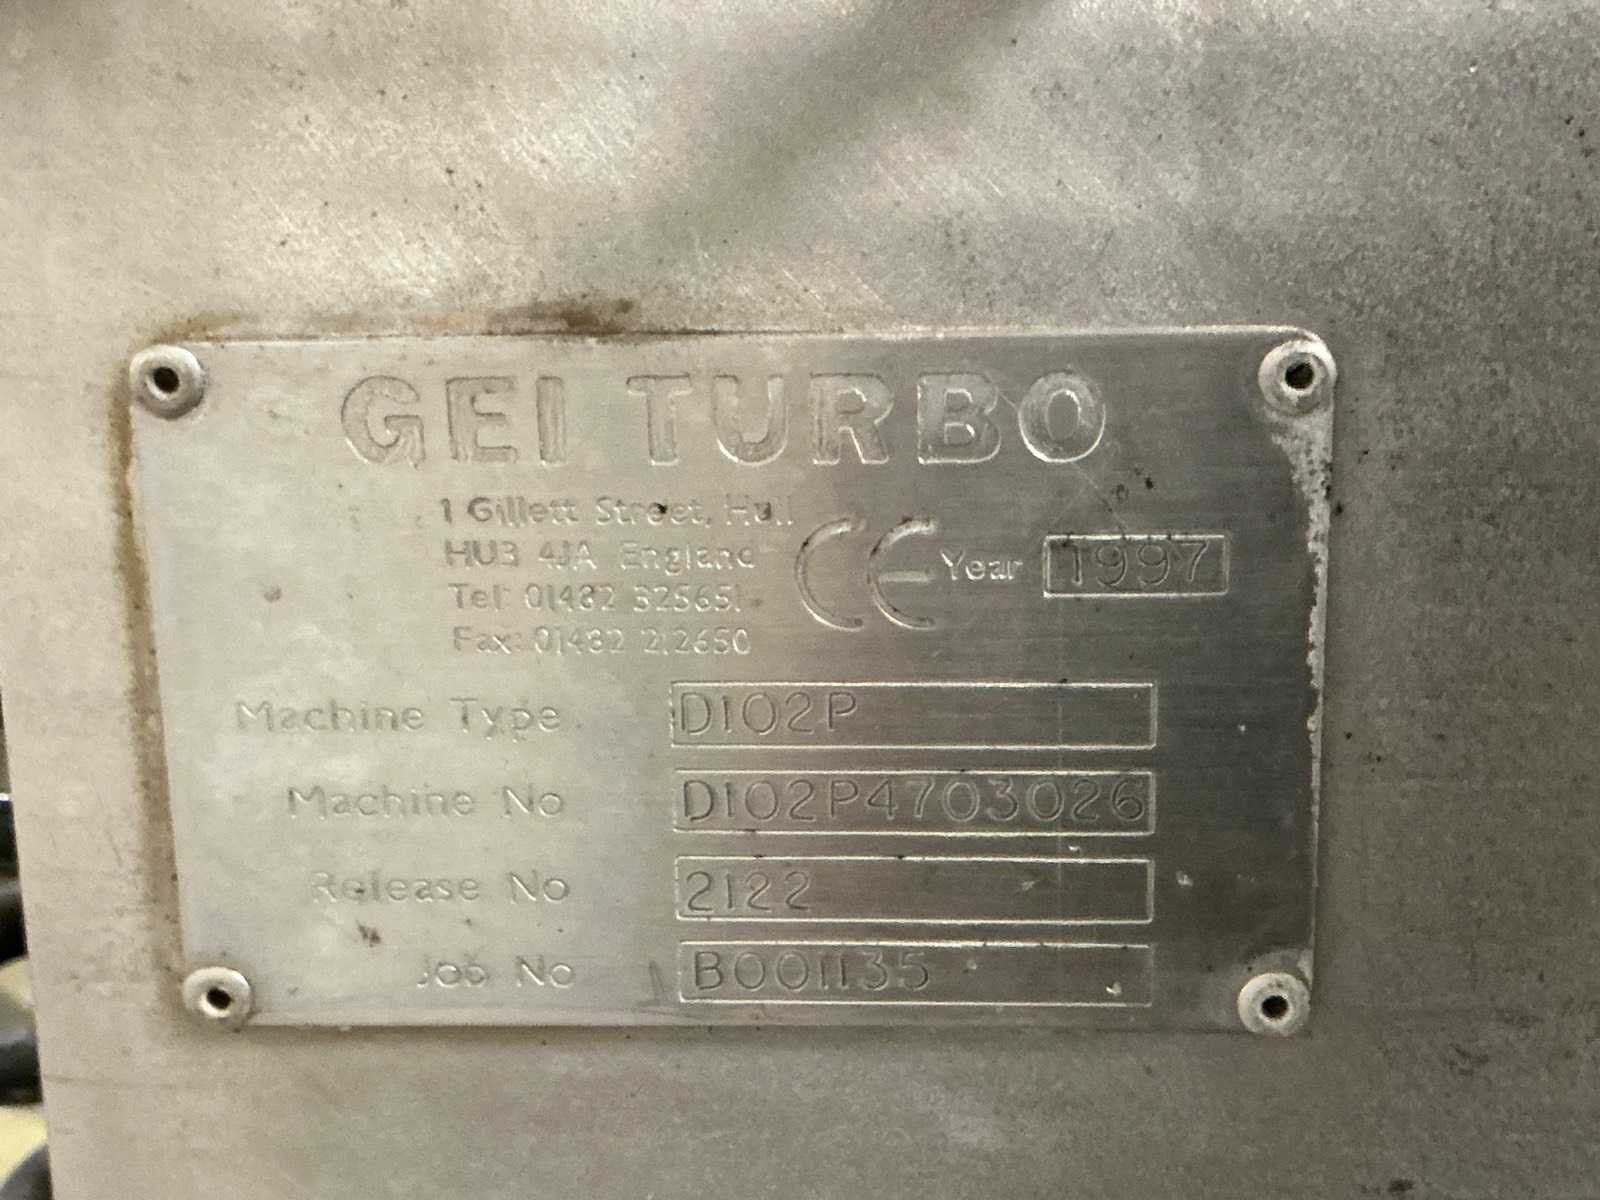 GEI TURBO
1 Gillett Street, Hull
HU3 4JA England
Tel: 01482 325651
Fax: 01482 212650
CE Year 1997
Machine Type D102P
Machine No D102P4703026
Release No 2122
Job No B001135